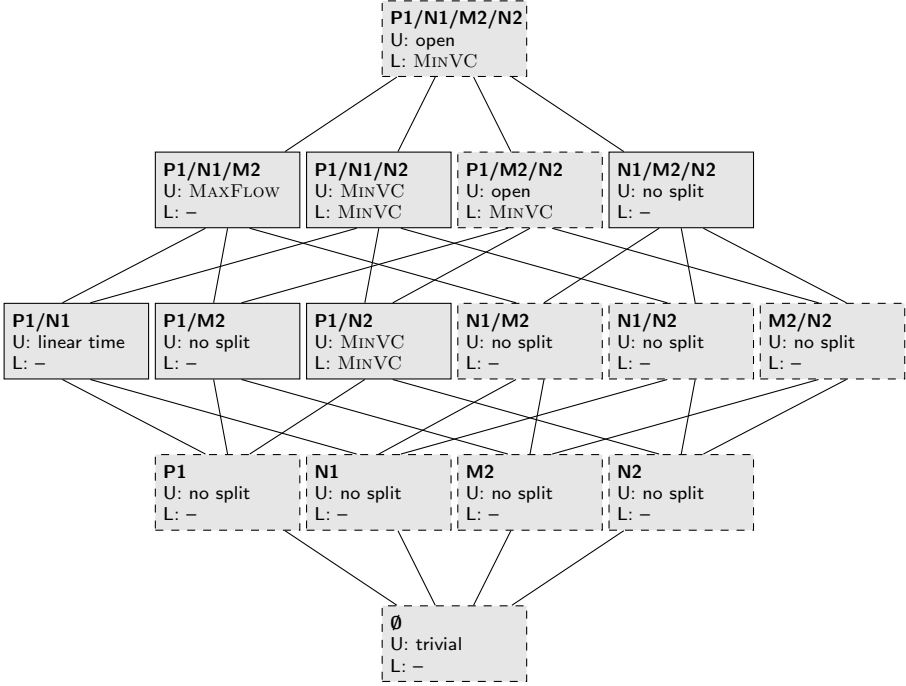 P1/N1/M2/N2
U: open
L: MinVC
P1/N1/M2
U: MaxFlow
L: –
P1/N1/N2
U: MinVC
L: MinVC
P1/M2/N2
U: open
L: MinVC
N1/M2/N2
U: no split
L: –
P1/N1
U: linear time
L: –
P1/M2
U: no split
L: –
P1/N2
U: MinVC
L: MinVC
N1/M2
U: no split
L: –
N1/N2
U: no split
L: –
M2/N2
U: no split
L: –
P1
U: no split
L: –
N1
U: no split
L: –
M2
U: no split
L: –
N2
U: no split
L: –
∅
U: trivial
L: –